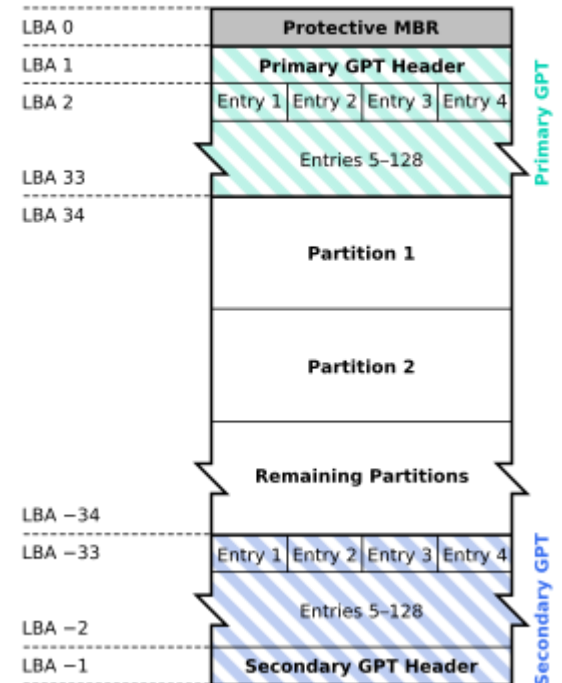 LBA 0
Protective MBR
LBA 1
Primary GPT Header
LBA 2
Entry 1 Entry 2 Entry 3 Entry 4
Entries 5–128
LBA 33
Primary GPT
LBA 34
Partition 1
Partition 2
Remaining Partitions
LBA −34
LBA −33
Entry 1 Entry 2 Entry 3 Entry 4
Entries 5–128
LBA −2
LBA −1
Secondary GPT Header
Secondary GPT